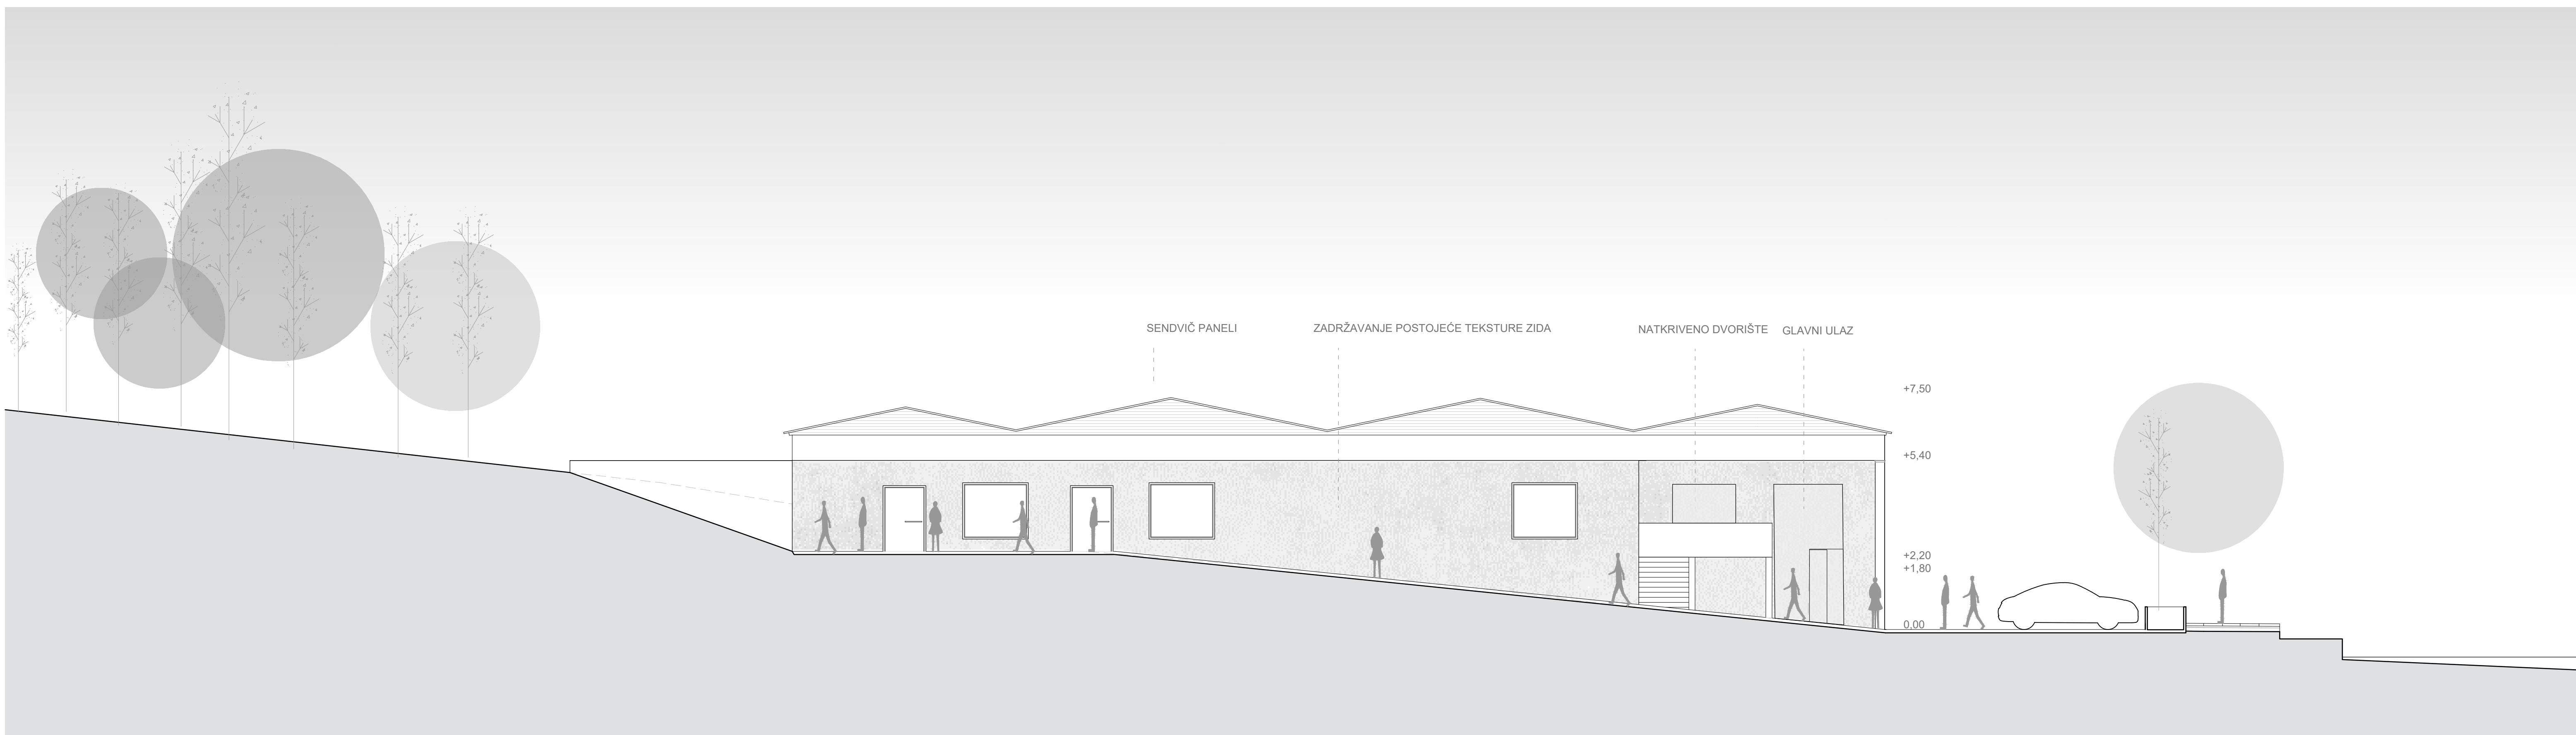 SENDVIČ PANELI
ZADRŽAVANJE POSTOJEĆE TEKSTURE ZIDA
NATKRIVENO DVORIŠTE
GLAVNI ULAZ
+7,50
+5,40
+2,20
+1,80
0,00